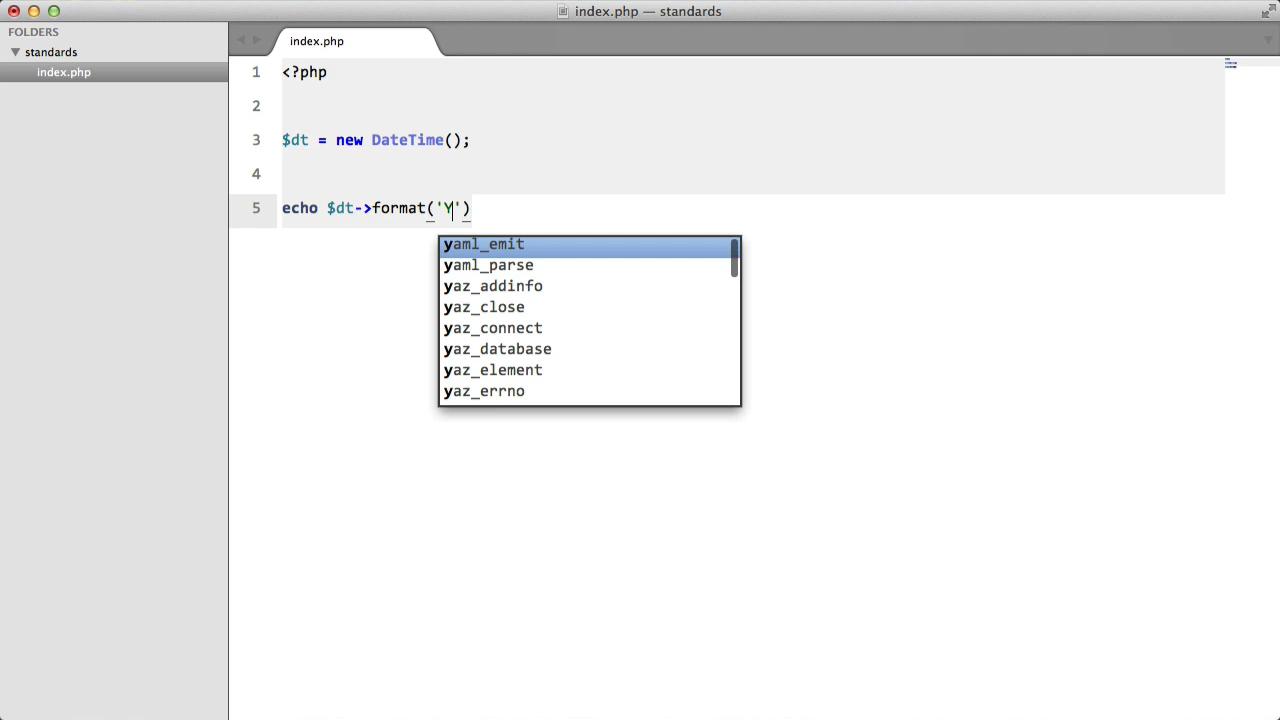 index.php — standards
FOLDERS
standards
index.php
index.php
1 <?php
2
3 $dt = new DateTime();
4
5 echo $dt->format('Y')
yaml_emit
yaml_parse
yaz_addinfo
yaz_close
yaz_connect
yaz_database
yaz_element
yaz_errno